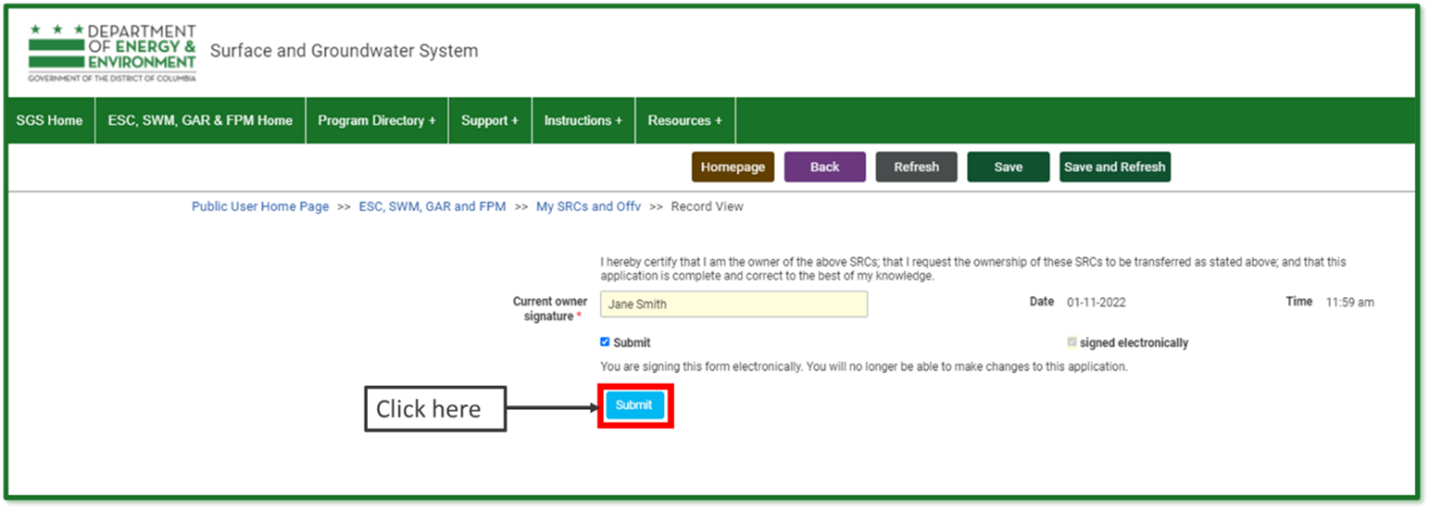 DEPARTMENT
OF ENERGY &
ENVIRONMENT
GOVERNMENT OF THE DISTRICT OF COLUMBIA
Surface and Groundwater System
SGS Home ESC, SWM, GAR & FPM Home Program Directory + Support + Instructions + Resources +
Homepage Back Refresh Save Save and Refresh
Public User Home Page >> ESC, SWM, GAR and FPM >> My SRCs and Offv >> Record View
I hereby certify that I am the owner of the above SRCs; that I request the ownership of these SRCs to be transferred as stated above; and that this
application is complete and correct to the best of my knowledge.
Current owner signature * Jane Smith Date 01-11-2022 Time 11:59 am
Submit signed electronically
You are signing this form electronically. You will no longer be able to make changes to this application.
Click here Submit